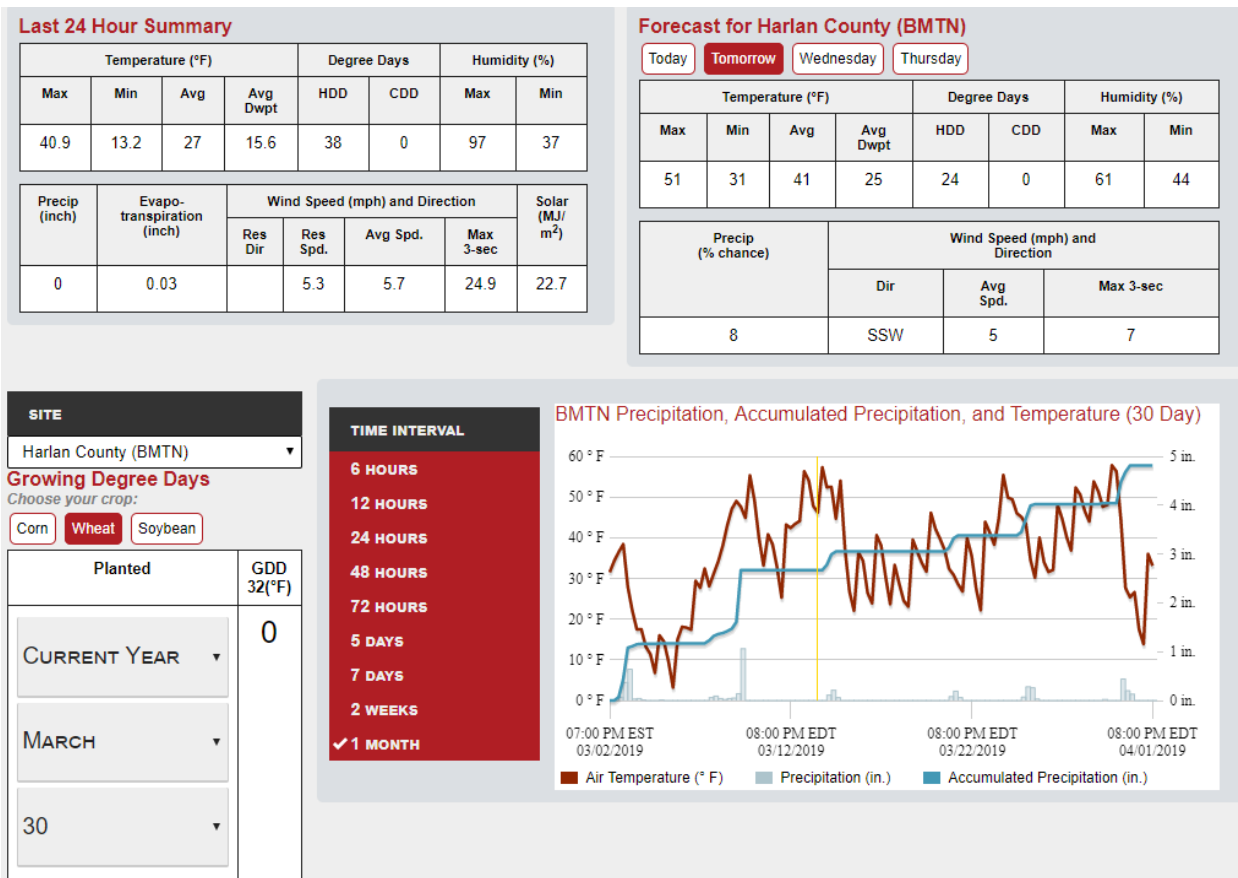 Last 24 Hour Summary
Temperature (°F) Degree Days Humidity (%)
Max Min Avg Avg Dwpt HDD CDD Max Min
40.9 13.2 27 15.6 38 0 97 37
Precip (inch) Evapo-transpiration (inch) Wind Speed (mph) and Direction Solar (MJ/m²)
Res Dir Res Spd. Avg Spd. Max 3-sec
0 0.03 5.3 5.7 24.9 22.7
Forecast for Harlan County (BMTN)
Today Tomorrow Wednesday Thursday
Temperature (°F) Degree Days Humidity (%)
Max Min Avg Avg Dwpt HDD CDD Max Min
51 31 41 25 24 0 61 44
Precip (% chance) Wind Speed (mph) and Direction
Dir Avg Spd. Max 3-sec
8 SSW 5 7
SITE
Harlan County (BMTN)
Growing Degree Days
Choose your crop:
Corn Wheat Soybean
Planted GDD 32(°F)
Current Year 0
March
30
TIME INTERVAL
6 HOURS
12 HOURS
24 HOURS
48 HOURS
72 HOURS
5 DAYS
7 DAYS
2 WEEKS
✓1 MONTH
BMTN Precipitation, Accumulated Precipitation, and Temperature (30 Day)
60 ° F 5 in.
50 ° F 4 in.
40 ° F
30 ° F 3 in.
20 ° F 2 in.
10 ° F 1 in.
0 ° F 0 in.
07:00 PM EST 08:00 PM EDT 08:00 PM EDT 08:00 PM EDT
03/02/2019 03/12/2019 03/22/2019 04/01/2019
Air Temperature (° F) Precipitation (in.) Accumulated Precipitation (in.)